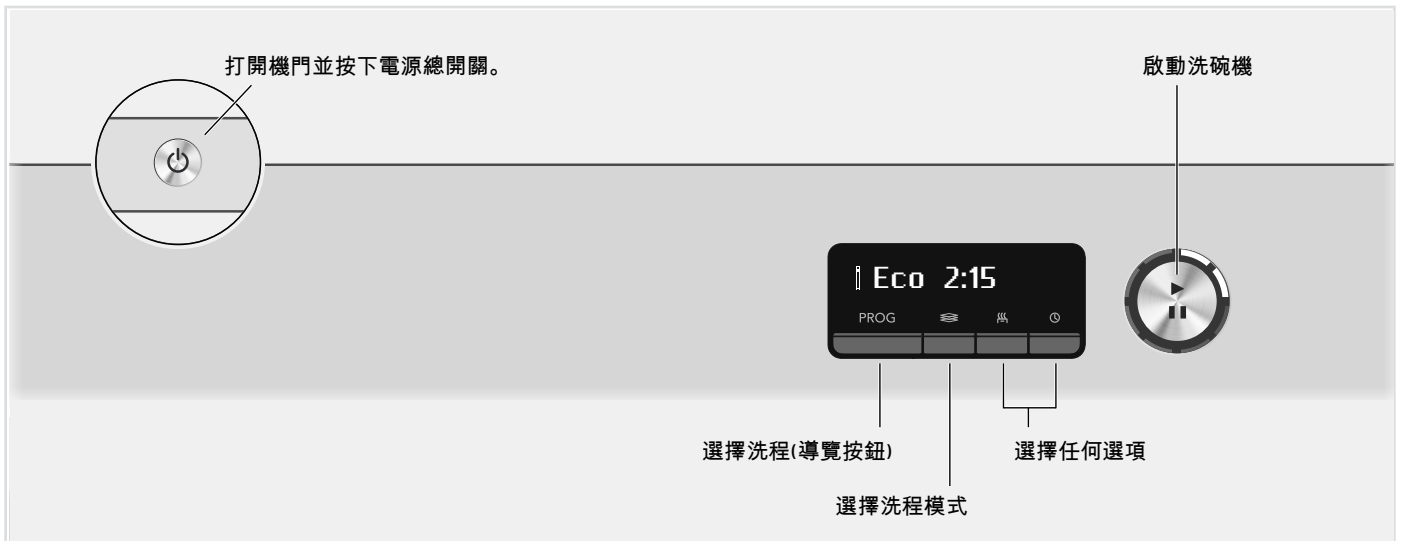 打開機門並按下電源總開關。
啟動洗碗機
Eco 2:15
PROG
選擇洗程(導覽按鈕)
選擇任何選項
選擇洗程模式